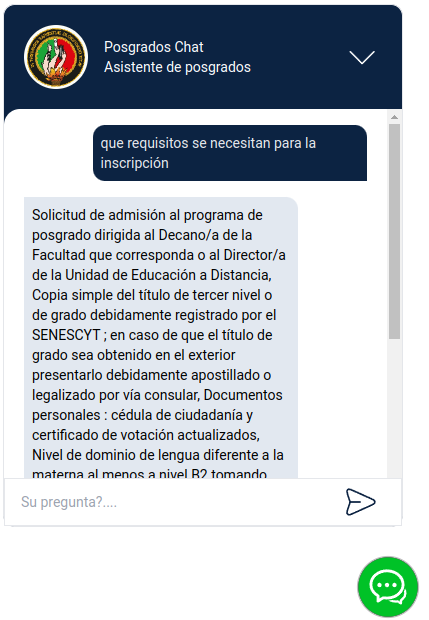 Posgrados Chat
Asistente de posgrados
que requisitos se necesitan para la
inscripción
Solicitud de admisión al programa de
posgrado dirigida al Decano/a de la
Facultad que corresponda o al Director/a
de la Unidad de Educación a Distancia,
Copia simple del título de tercer nivel o
de grado debidamente registrado por el
SENESCYT ; en caso de que el título de
grado sea obtenido en el exterior
presentarlo debidamente apostillado o
legalizado por vía consular, Documentos
personales : cédula de ciudadanía y
certificado de votación actualizados,
Nivel de dominio de lengua diferente a la
materna al menos a nivel B2 tomando
Su pregunta?....